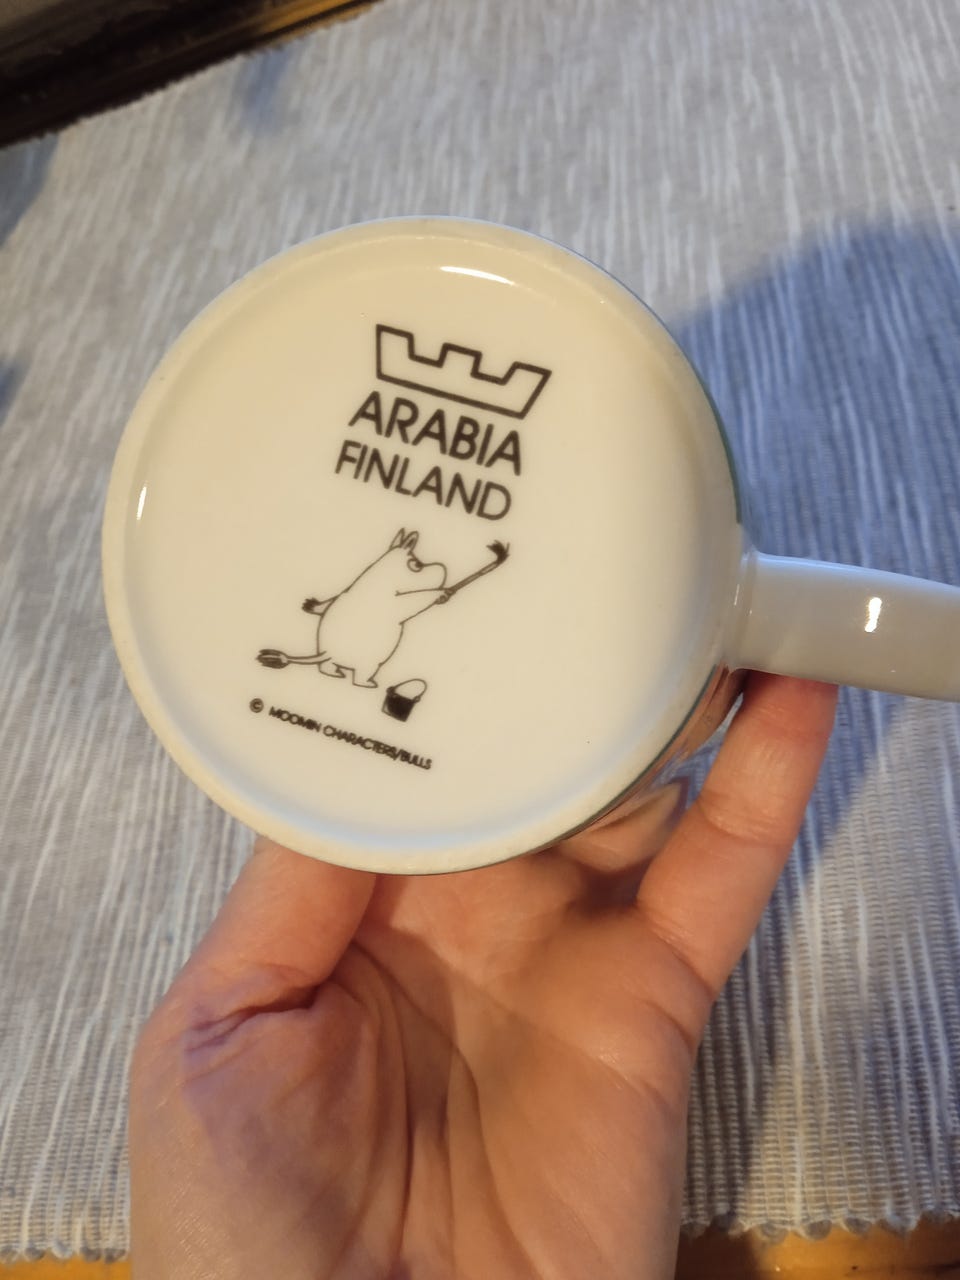 ARABIA
FINLAND
© MOOMIN CHARACTERS/BULLS